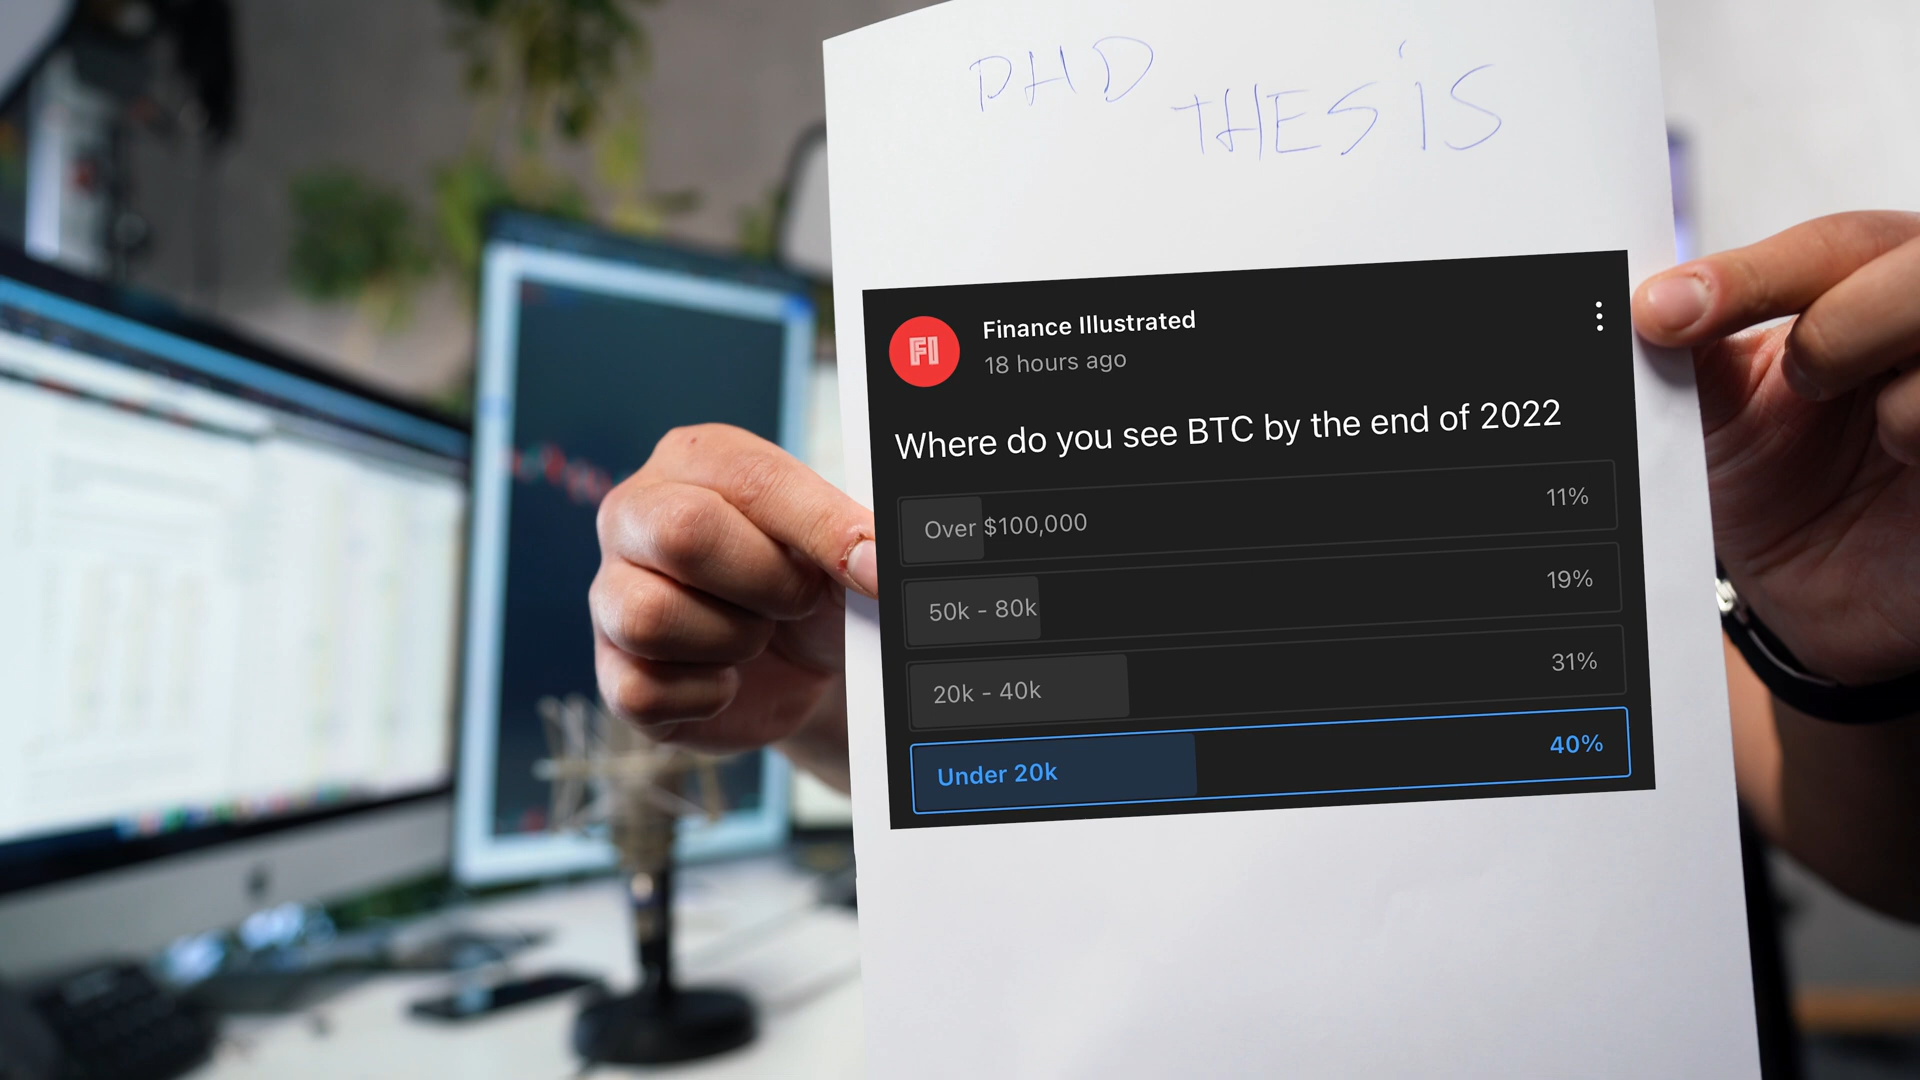 PHD
THESIS
FI
Finance Illustrated
18 hours ago
Where do you see BTC by the end of 2022
Over $100,000 11%
50k - 80k 19%
20k - 40k 31%
Under 20k 40%